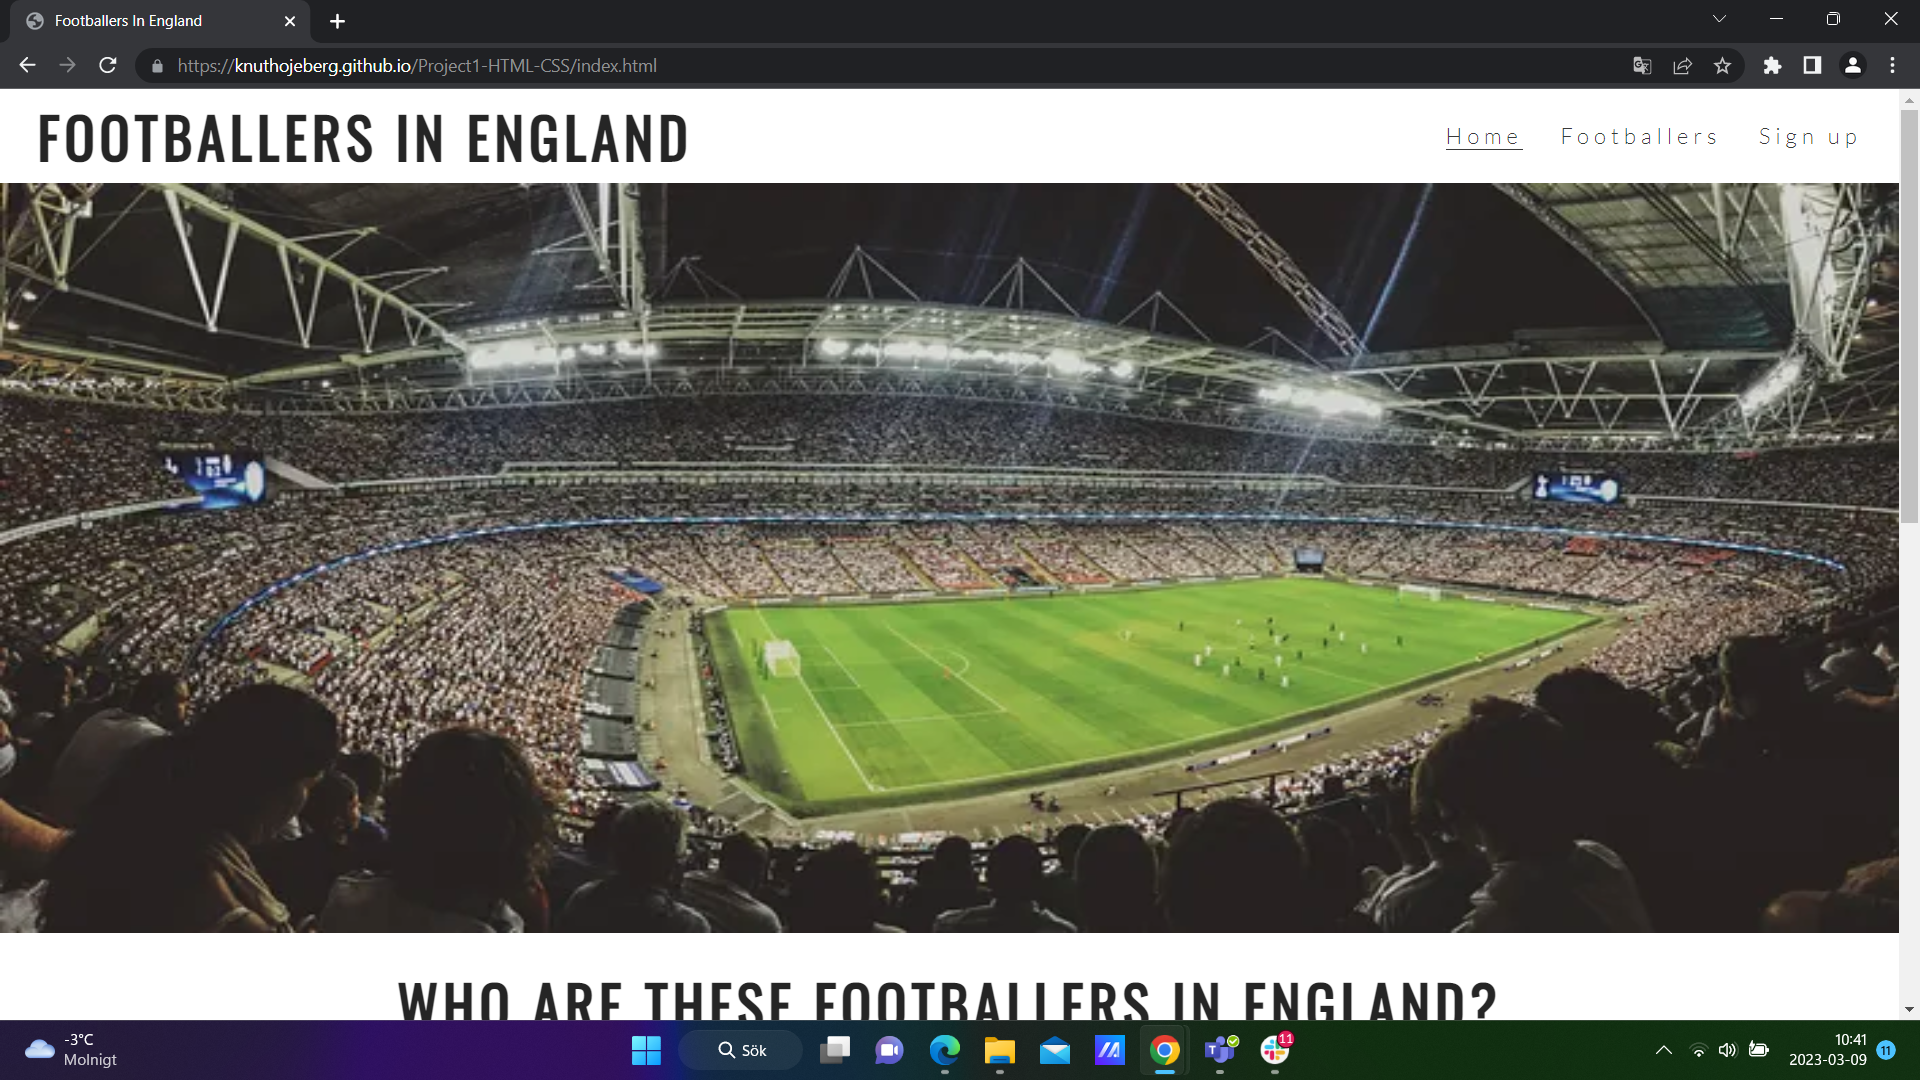 Footballers In England
https://knuthojeberg.github.io/Project1-HTML-CSS/index.html
FOOTBALLERS IN ENGLAND
Home Footballers Sign up
WHO ARE THESE FOOTBALLERS IN ENGLAND?
-3°C
Molnigt
Sök
11
10:41
2023-03-09
11